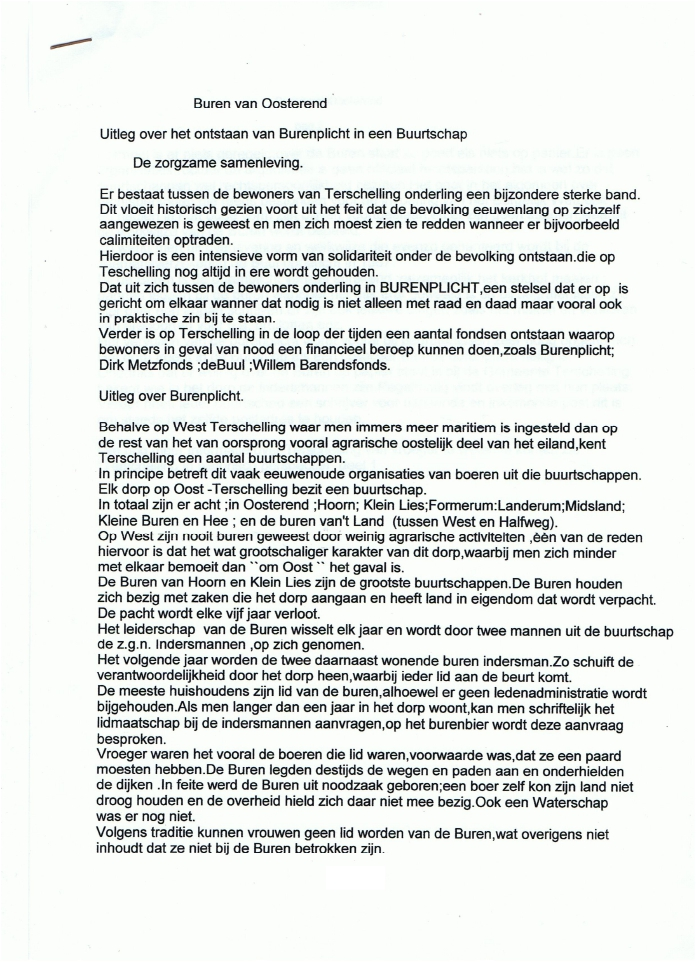 Buren van Oosterend
Uitleg over het ontstaan van Burenplicht in een Buurtschap
De zorgzame samenleving.
Er bestaat tussen de bewoners van Terschelling onderling een bijzondere sterke band.
Dit vloeit historisch gezien voort uit het feit dat de bevolking eeuwenlang op zichzelf
aangewezen is geweest en men zich moest zien te redden wanneer er bijvoorbeeld
calimiteiten optraden.
Hierdoor is een intensieve vorm van solidariteit onder de bevolking ontstaan.die op
Teschelling nog altijd in ere wordt gehouden.
Dat uit zich tussen de bewoners onderling in BURENPLICHT,een stelsel dat er op  is
gericht om elkaar wanner dat nodig is niet alleen met raad en daad maar vooral ook
in praktische zin bij te staan.
Verder is op Terschelling in de loop der tijden een aantal fondsen ontstaan waarop
bewoners in geval van nood een financieel beroep kunnen doen,zoals Burenplicht;
Dirk Metzfonds ;deBuul ;Willem Barendsfonds.
Uitleg over Burenplicht.
Behalve op West Terschelling waar men immers meer maritiem is ingesteld dan op
de rest van het van oorsprong vooral agrarische oostelijk deel van het eiland,kent
Terschelling een aantal buurtschappen.
In principe betreft dit vaak eeuwenoude organisaties van boeren uit die buurtschappen.
Elk dorp op Oost -Terschelling bezit een buurtschap.
In totaal zijn er acht ;in Oosterend ;Hoorn; Klein Lies;Formerum:Landerum;Midsland;
Kleine Buren en Hee ; en de buren van't Land  (tussen West en Halfweg).
Op West zijn nooit buren geweest door weinig agrarische activiteiten ,één van de reden
hiervoor is dat het wat grootschaliger karakter van dit dorp,waarbij men zich minder
met elkaar bemoeit dan ``om Oost `` het gaval is.
De Buren van Hoorn en Klein Lies zijn de grootste buurtschappen.De Buren houden
zich bezig met zaken die het dorp aangaan en heeft land in eigendom dat wordt verpacht.
De pacht wordt elke vijf jaar verloot.
Het leiderschap  van de Buren wisselt elk jaar en wordt door twee mannen uit de buurtschap
de z.g.n. Indersmannen ,op zich genomen.
Het volgende jaar worden de twee daarnaast wonende buren indersman.Zo schuift de
verantwoordelijkheid door het dorp heen,waarbij ieder lid aan de beurt komt.
De meeste huishoudens zijn lid van de buren,alhoewel er geen ledenadministratie wordt
bijgehouden.Als men langer dan een jaar in het dorp woont,kan men schriftelijk het
lidmaatschap bij de indersmannen aanvragen,op het burenbier wordt deze aanvraag
besproken.
Vroeger waren het vooral de boeren die lid waren,voorwaarde was,dat ze een paard
moesten hebben.De Buren legden destijds de wegen en paden aan en onderhielden
de dijken .In feite werd de Buren uit noodzaak geboren;een boer zelf kon zijn land niet
droog houden en de overheid hield zich daar niet mee bezig.Ook een Waterschap
was er nog niet.
Volgens traditie kunnen vrouwen geen lid worden van de Buren,wat overigens niet
inhoudt dat ze niet bij de Buren betrokken zijn.